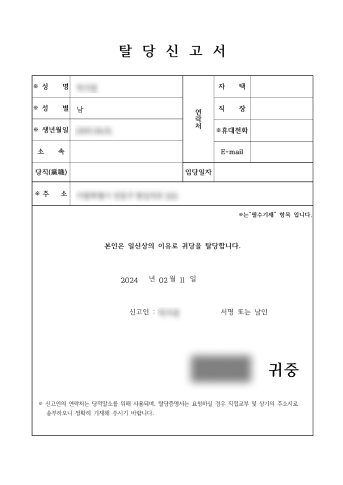 탈 당 신 고 서
※ 성 명
※ 성 별 남
※ 생년월일
소 속
당직(黨職)
※ 주 소
연락처
자 택
직 장
※휴대전화
E-mail
입당일자
※는"필수기재" 항목 입니다.
본인은 일신상의 이유로 귀당을 탈당합니다.
2024 년 02 월 11 일
신고인 : 서명 또는 날인
귀중
※ 신고인의 연락처는 당적말소를 위해 사용되며, 탈당증명서는 요청하실 경우 직접교부 및 상기의 주소지로
송부하오니 정확히 기재해 주시기 바랍니다.